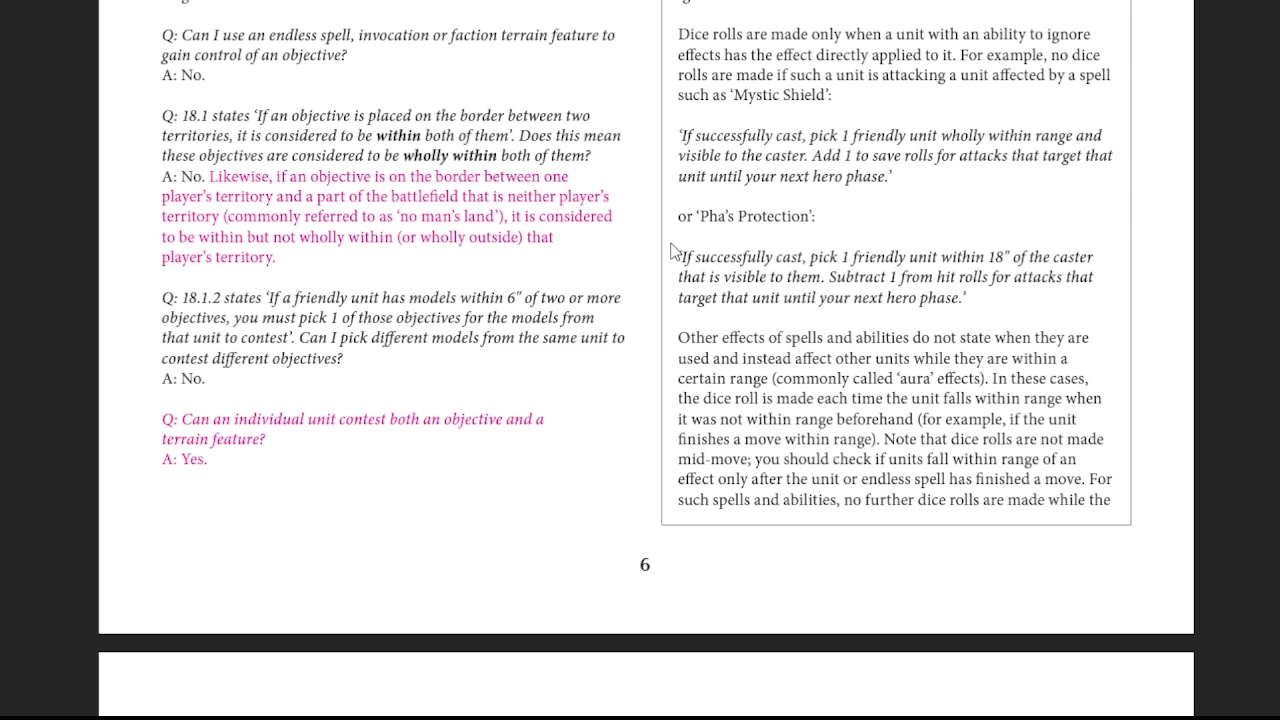 Q: Can I use an endless spell, invocation or faction terrain feature to
gain control of an objective?
A: No.
Q: 18.1 states ‘If an objective is placed on the border between two
territories, it is considered to be within both of them’. Does this mean
these objectives are considered to be wholly within both of them?
A: No. Likewise, if an objective is on the border between one
player’s territory and a part of the battlefield that is neither player’s
territory (commonly referred to as ‘no man’s land’), it is considered
to be within but not wholly within (or wholly outside) that
player’s territory.
Q: 18.1.2 states ‘If a friendly unit has models within 6" of two or more
objectives, you must pick 1 of those objectives for the models from
that unit to contest’. Can I pick different models from the same unit to
contest different objectives?
A: No.
Q: Can an individual unit contest both an objective and a
terrain feature?
A: Yes.
Dice rolls are made only when a unit with an ability to ignore
effects has the effect directly applied to it. For example, no dice
rolls are made if such a unit is attacking a unit affected by a spell
such as ‘Mystic Shield’:
‘If successfully cast, pick 1 friendly unit wholly within range and
visible to the caster. Add 1 to save rolls for attacks that target that
unit until your next hero phase.’
or ‘Pha’s Protection’:
‘If successfully cast, pick 1 friendly unit within 18" of the caster
that is visible to them. Subtract 1 from hit rolls for attacks that
target that unit until your next hero phase.’
Other effects of spells and abilities do not state when they are
used and instead affect other units while they are within a
certain range (commonly called ‘aura’ effects). In these cases,
the dice roll is made each time the unit falls within range when
it was not within range beforehand (for example, if the unit
finishes a move within range). Note that dice rolls are not made
mid-move; you should check if units fall within range of an
effect only after the unit or endless spell has finished a move. For
such spells and abilities, no further dice rolls are made while the
6